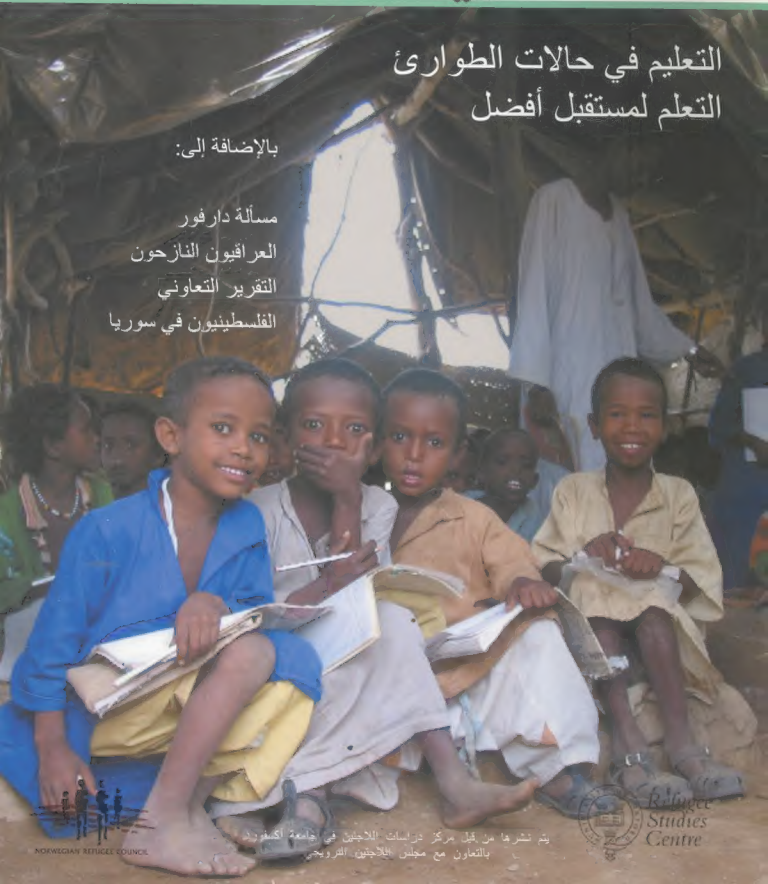 التعليم في حالات الطوارئ
التعلم لمستقبل أفضل
بالإضافة إلى:
مسألة دارفور
العراقيون النازحون
التقرير التعاوني
الفلسطينيون في سوريا
يتم نشرها من قبل مركز دراسات اللاجئين في جامعة أكسفورد
بالتعاون مع مجلس اللاجئين النرويجي
NORWEGIAN REFUGEE COUNCIL
Refugee
Studies
Centre